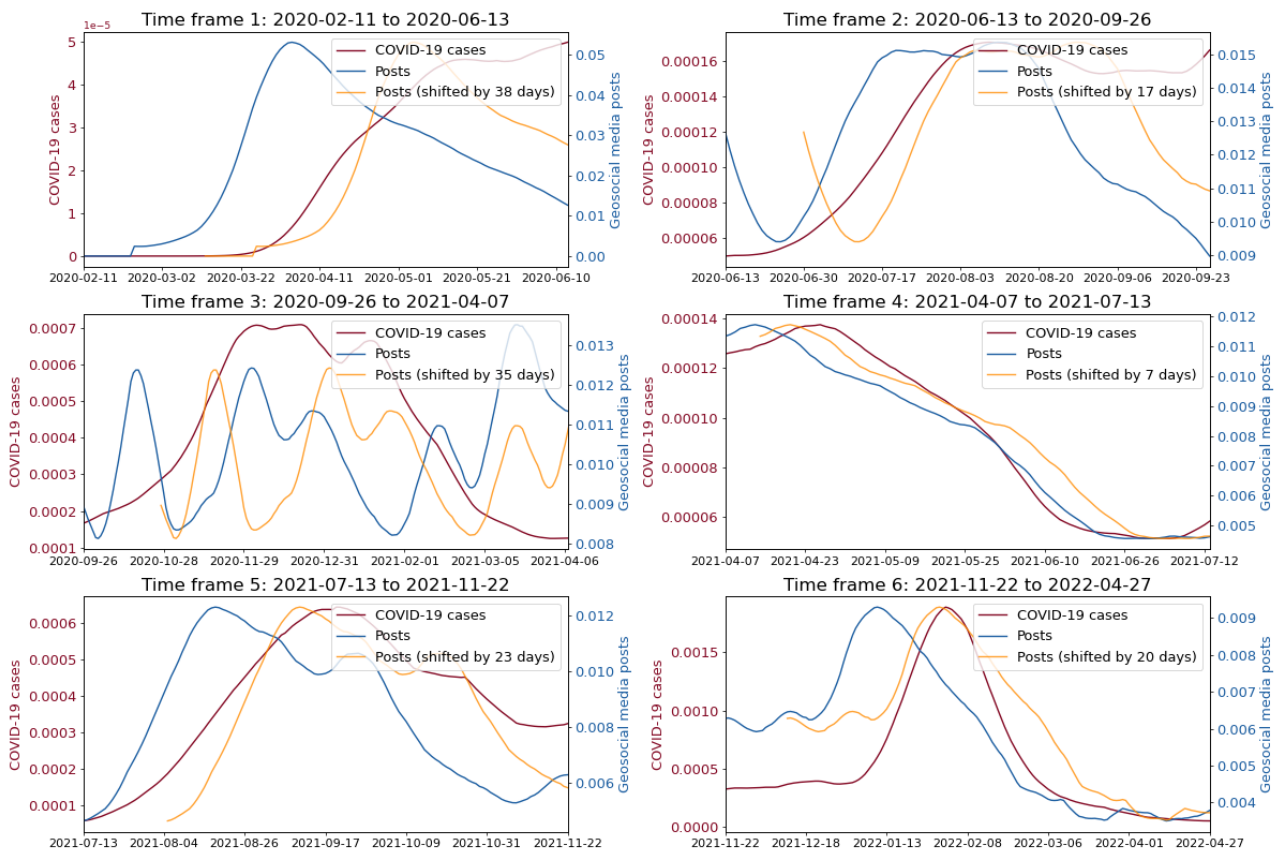 Time frame 1: 2020-02-11 to 2020-06-13
1e−5
5
4
3
2
1
0
COVID-19 cases
0.05
0.04
0.03
0.02
0.01
0.00
Geosocial media posts
COVID-19 cases
Posts
Posts (shifted by 38 days)
2020-02-11 2020-03-02 2020-03-22 2020-04-11 2020-05-01 2020-05-21 2020-06-10
Time frame 2: 2020-06-13 to 2020-09-26
0.00016
0.00014
0.00012
0.00010
0.00008
0.00006
COVID-19 cases
0.015
0.014
0.013
0.012
0.011
0.010
0.009
Geosocial media posts
COVID-19 cases
Posts
Posts (shifted by 17 days)
2020-06-13 2020-06-30 2020-07-17 2020-08-03 2020-08-20 2020-09-06 2020-09-23
Time frame 3: 2020-09-26 to 2021-04-07
0.0007
0.0006
0.0005
0.0004
0.0003
0.0002
0.0001
COVID-19 cases
0.013
0.012
0.011
0.010
0.009
0.008
Geosocial media posts
COVID-19 cases
Posts
Posts (shifted by 35 days)
2020-09-26 2020-10-28 2020-11-29 2020-12-31 2021-02-01 2021-03-05 2021-04-06
Time frame 4: 2021-04-07 to 2021-07-13
0.00014
0.00012
0.00010
0.00008
0.00006
COVID-19 cases
0.012
0.011
0.010
0.009
0.008
0.007
0.006
0.005
Geosocial media posts
COVID-19 cases
Posts
Posts (shifted by 7 days)
2021-04-07 2021-04-23 2021-05-09 2021-05-25 2021-06-10 2021-06-26 2021-07-12
Time frame 5: 2021-07-13 to 2021-11-22
0.0006
0.0005
0.0004
0.0003
0.0002
0.0001
COVID-19 cases
0.012
0.010
0.008
0.006
Geosocial media posts
COVID-19 cases
Posts
Posts (shifted by 23 days)
2021-07-13 2021-08-04 2021-08-26 2021-09-17 2021-10-09 2021-10-31 2021-11-22
Time frame 6: 2021-11-22 to 2022-04-27
0.0015
0.0010
0.0005
0.0000
COVID-19 cases
0.009
0.008
0.007
0.006
0.005
0.004
Geosocial media posts
COVID-19 cases
Posts
Posts (shifted by 20 days)
2021-11-22 2021-12-18 2022-01-13 2022-02-08 2022-03-06 2022-04-01 2022-04-27